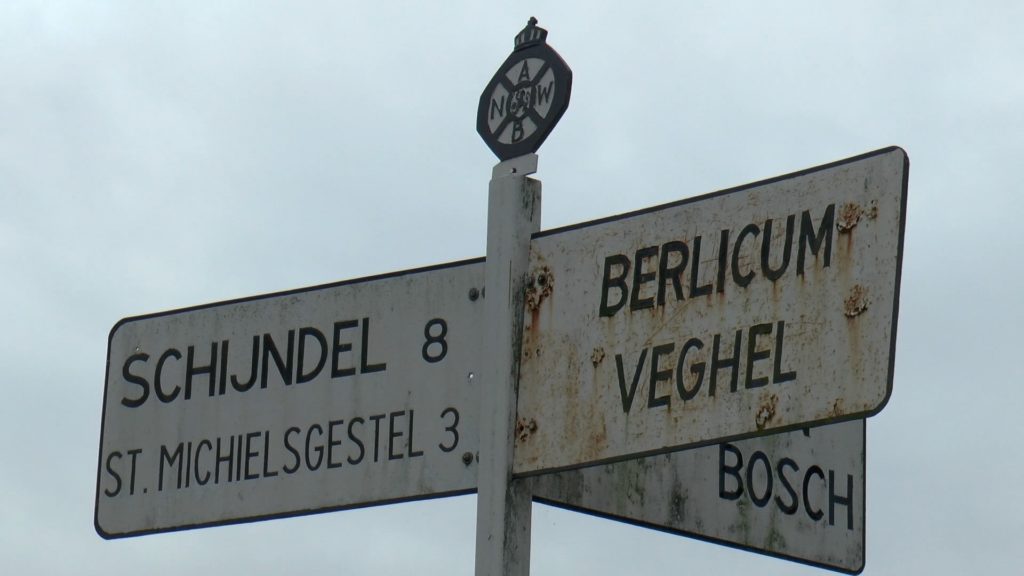 A
N W
B
SCHIJNDEL 8
ST. MICHIELSGESTEL 3
BERLICUM
VEGHEL
BOSCH